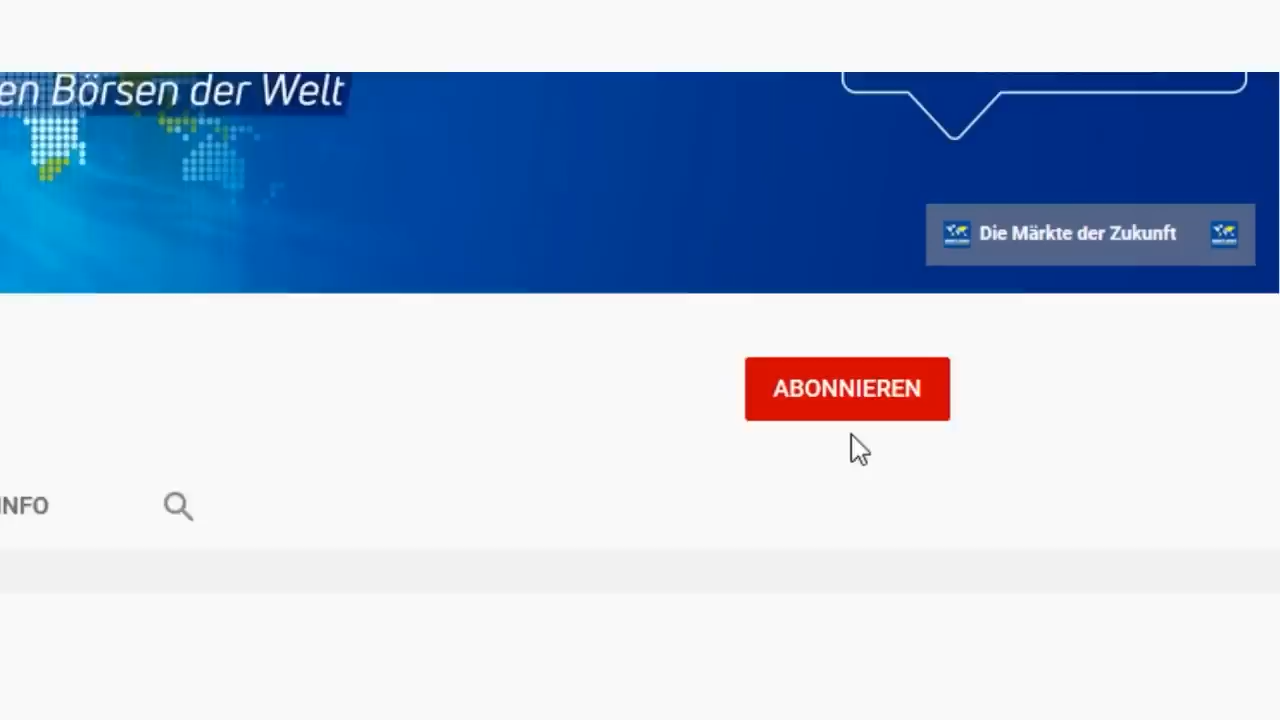 en Börsen der Welt
Die Märkte der Zukunft
ABONNIEREN
INFO